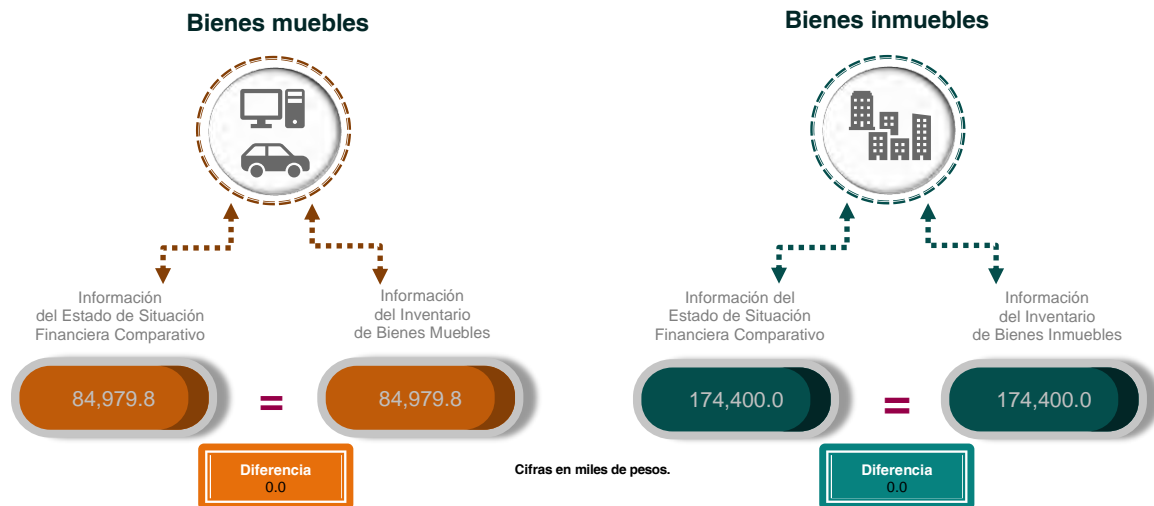 Bienes muebles
Información
del Estado de Situación
Financiera Comparativo
Información
del Inventario
de Bienes Muebles
84,979.8
=
84,979.8
Diferencia
0.0
Cifras en miles de pesos.
Bienes inmuebles
Información del
Estado de Situación
Financiera Comparativo
Información
del Inventario
de Bienes Inmuebles
174,400.0
=
174,400.0
Diferencia
0.0